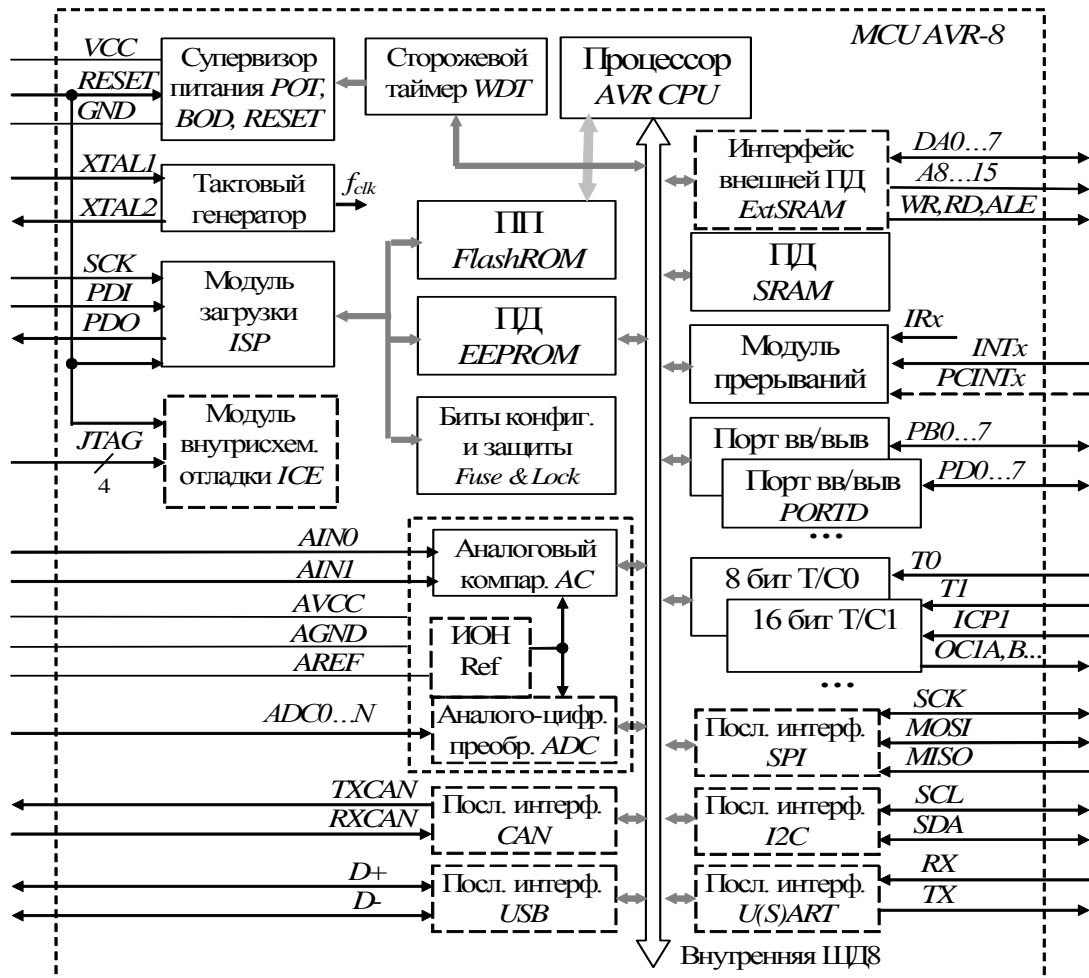 MCU AVR-8
VCC
RESET
GND
Супервизор
питания POT,
BOD, RESET
Сторожевой
таймер WDT
Процессор
AVR CPU
XTAL1
XTAL2
Тактовый
генератор
fclk
Интерфейс
внешней ПД
ExtSRAM
DA0...7
A8...15
WR,RD,ALE
SCK
PDI
PDO
Модуль
загрузки
ISP
ПП
FlashROM
ПД
SRAM
ПД
EEPROM
Модуль
прерываний
IRx
INTx
PCINTx
JTAG
4
Модуль
внутрисхем.
отладки ICE
Биты конфиг.
и защиты
Fuse & Lock
Порт вв/выв
PB0...7
Порт вв/выв
PORTD
PD0...7
...
AIN0
AIN1
AVCC
AGND
AREF
Аналоговый
компар. AC
ИОН
Ref
8 бит T/C0
16 бит T/C1
T0
T1
ICP1
OC1A,B...
...
ADC0...N
Аналого-цифр.
преобр. ADC
Посл. интерф.
SPI
SCK
MOSI
MISO
TXCAN
RXCAN
Посл. интерф.
CAN
Посл. интерф.
I2C
SCL
SDA
D+
D-
Посл. интерф.
USB
Посл. интерф.
U(S)ART
RX
TX
Внутренняя ШД8